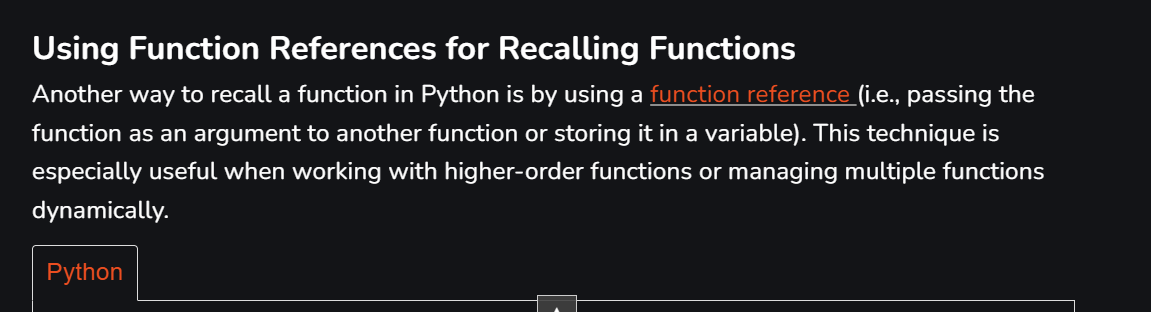 Using Function References for Recalling Functions
Another way to recall a function in Python is by using a function reference (i.e., passing the
function as an argument to another function or storing it in a variable). This technique is
especially useful when working with higher-order functions or managing multiple functions
dynamically.
Python